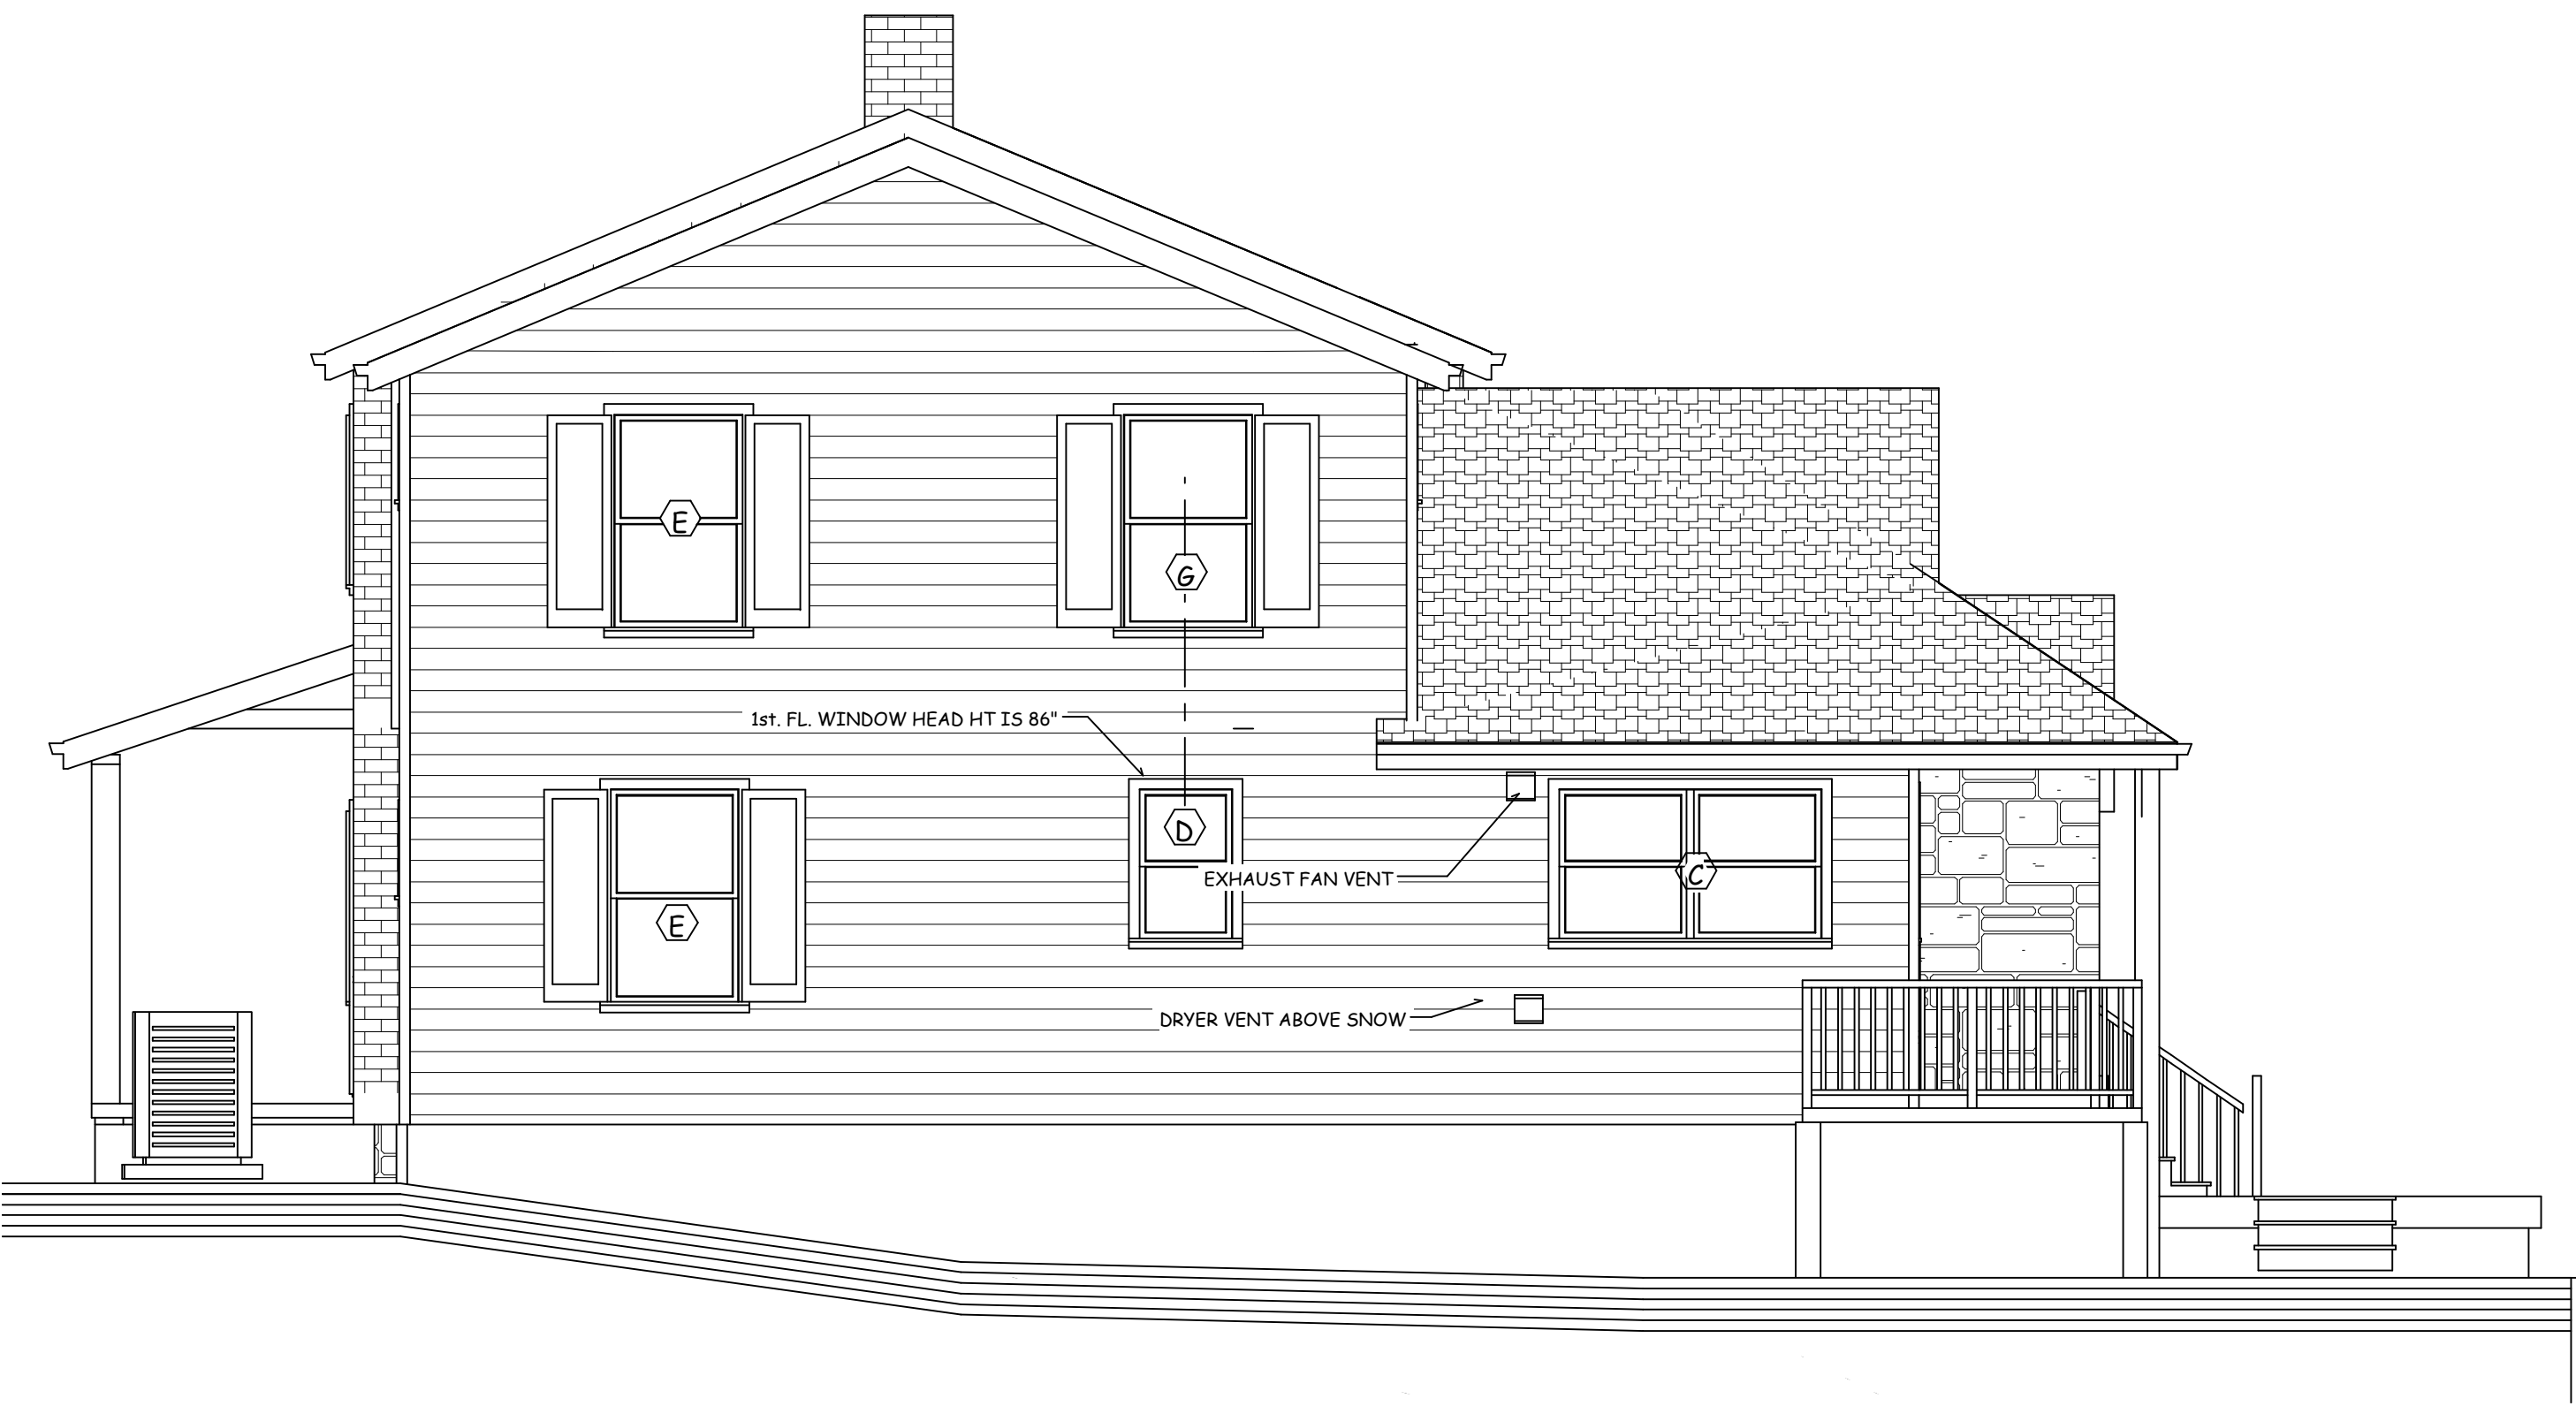 E
G
1st. FL. WINDOW HEAD HT IS 86"
D
EXHAUST FAN VENT
C
E
DRYER VENT ABOVE SNOW